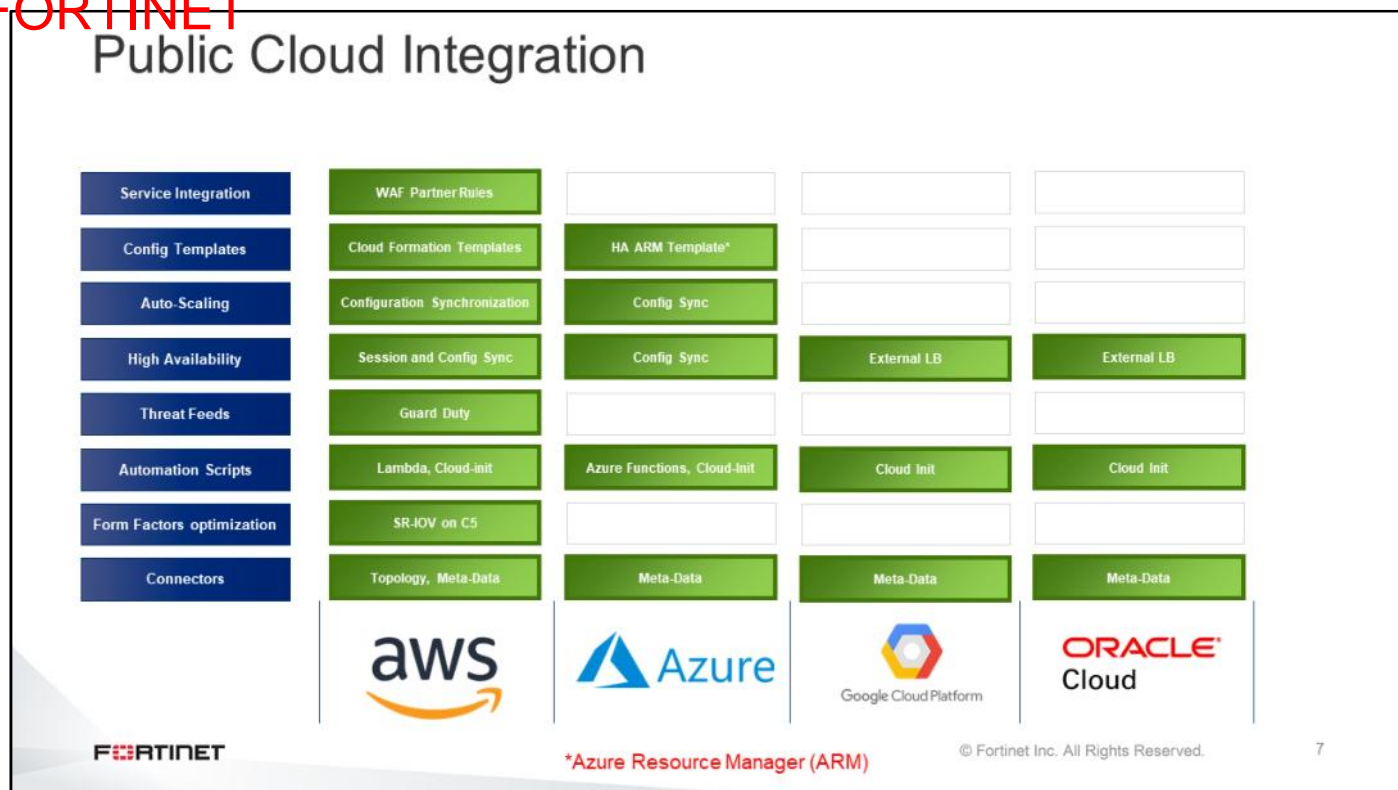 FORTINET
Public Cloud Integration
Service Integration
WAF Partner Rules
Config Templates
Cloud Formation Templates
HA ARM Template*
Auto-Scaling
Configuration Synchronization
Config Sync
High Availability
Session and Config Sync
Config Sync
External LB
External LB
Threat Feeds
Guard Duty
Automation Scripts
Lambda, Cloud-init
Azure Functions, Cloud-Init
Cloud Init
Cloud Init
Form Factors optimization
SR-IOV on C5
Connectors
Topology, Meta-Data
Meta-Data
Meta-Data
Meta-Data
aws
Azure
Google Cloud Platform
ORACLE
Cloud
FORTINET
*Azure Resource Manager (ARM)
© Fortinet Inc. All Rights Reserved.
7